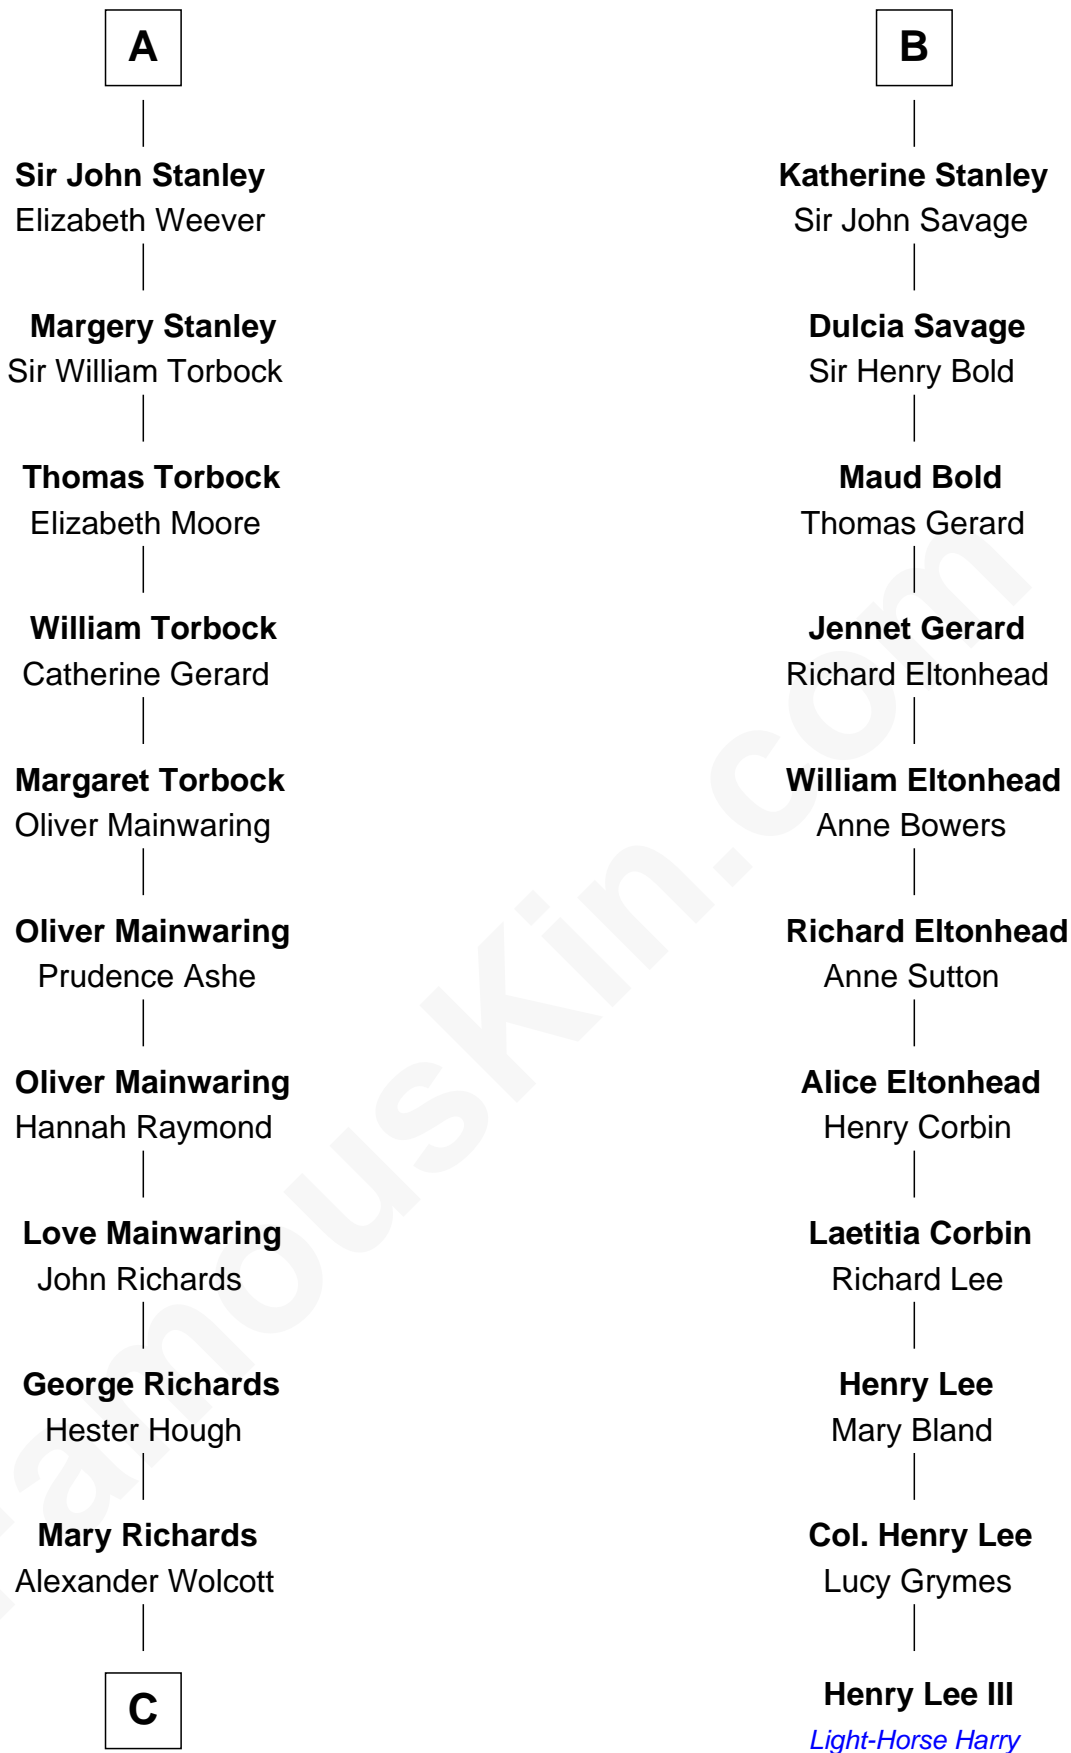 A
Sir John Stanley
Elizabeth Weever
Margery Stanley
Sir William Torbock
Thomas Torbock
Elizabeth Moore
William Torbock
Catherine Gerard
Margaret Torbock
Oliver Mainwaring
Oliver Mainwaring
Prudence Ashe
Oliver Mainwaring
Hannah Raymond
Love Mainwaring
John Richards
George Richards
Hester Hough
Mary Richards
Alexander Wolcott
C
B
Katherine Stanley
Sir John Savage
Dulcia Savage
Sir Henry Bold
Maud Bold
Thomas Gerard
Jennet Gerard
Richard Eltonhead
William Eltonhead
Anne Bowers
Richard Eltonhead
Anne Sutton
Alice Eltonhead
Henry Corbin
Laetitia Corbin
Richard Lee
Henry Lee
Mary Bland
Col. Henry Lee
Lucy Grymes
Henry Lee III
Light-Horse Harry
FamousKin.com